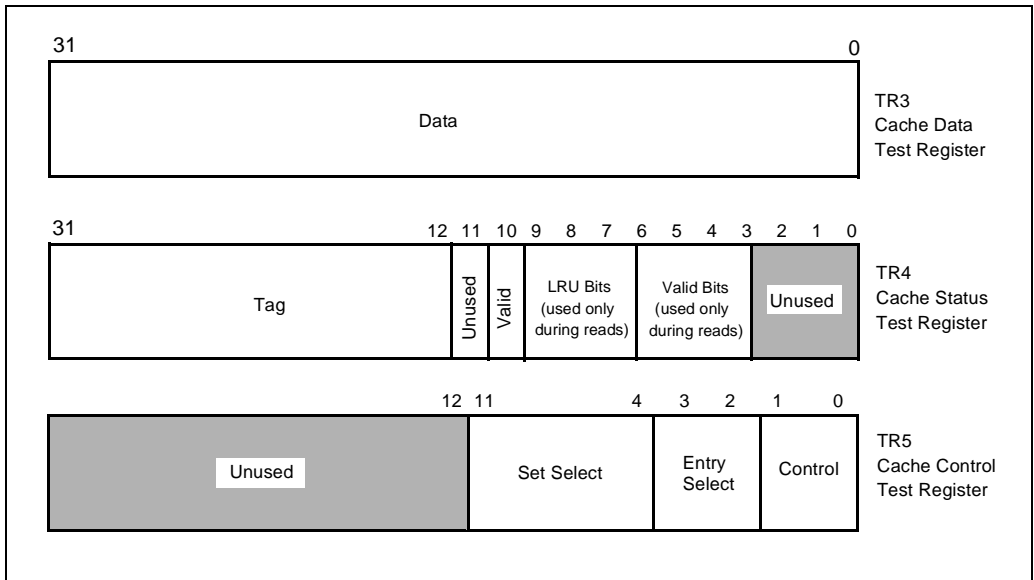 31 0
Data
TR3
Cache Data
Test Register
31 12 11 10 9 8 7 6 5 4 3 2 1 0
Tag
Unused
Valid
LRU Bits
(used only
during reads)
Valid Bits
(used only
during reads)
Unused
TR4
Cache Status
Test Register
12 11 4 3 2 1 0
Unused
Set Select
Entry
Select
Control
TR5
Cache Control
Test Register